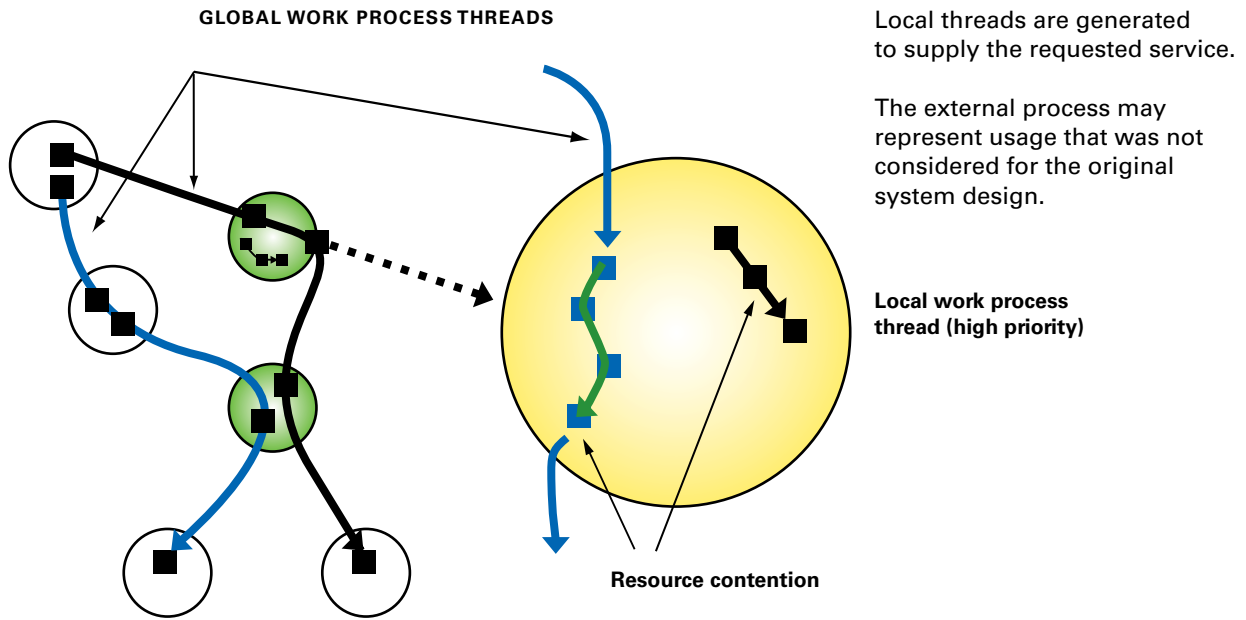 GLOBAL WORK PROCESS THREADS
Local threads are generated
to supply the requested service.
The external process may
represent usage that was not
considered for the original
system design.
Local work process
thread (high priority)
Resource contention